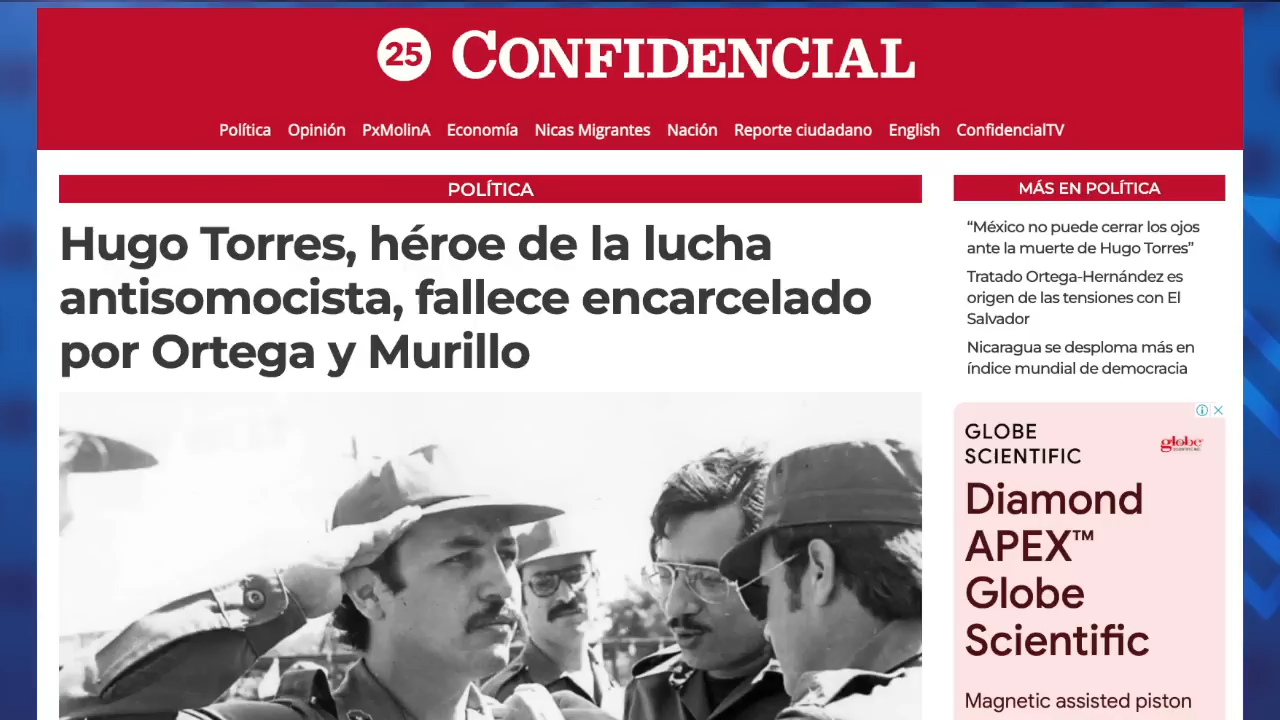 25 CONFIDENCIAL
Política Opinión PxMolinA Economía Nicas Migrantes Nación Reporte ciudadano English ConfidencialTV
POLÍTICA
Hugo Torres, héroe de la lucha
antisomocista, fallece encarcelado
por Ortega y Murillo
MÁS EN POLÍTICA
“México no puede cerrar los ojos
ante la muerte de Hugo Torres”
Tratado Ortega-Hernández es
origen de las tensiones con El
Salvador
Nicaragua se desploma más en
índice mundial de democracia
GLOBE
SCIENTIFIC
globe
Diamond
APEX™
Globe
Scientific
Magnetic assisted piston